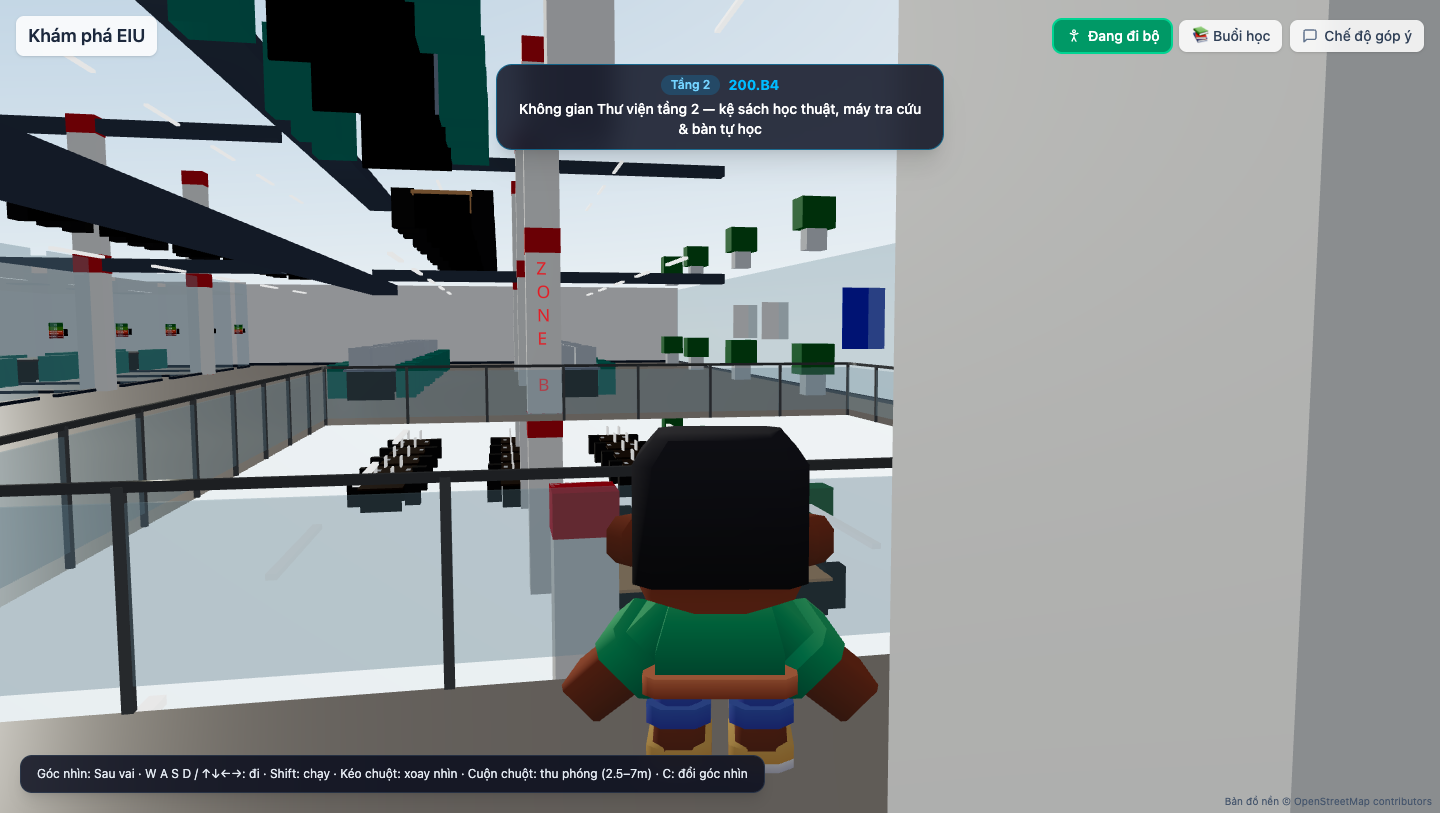 Khám phá EIU
Đang đi bộ
Buổi học
Chế độ góp ý
Tầng 2 200.B4
Không gian Thư viện tầng 2 — kệ sách học thuật, máy tra cứu
& bàn tự học
Z
O
N
E
B
Góc nhìn: Sau vai · W A S D / ↑↓←→: đi · Shift: chạy · Kéo chuột: xoay nhìn · Cuộn chuột: thu phóng (2.5–7m) · C: đổi góc nhìn
Bản đồ nền © OpenStreetMap contributors